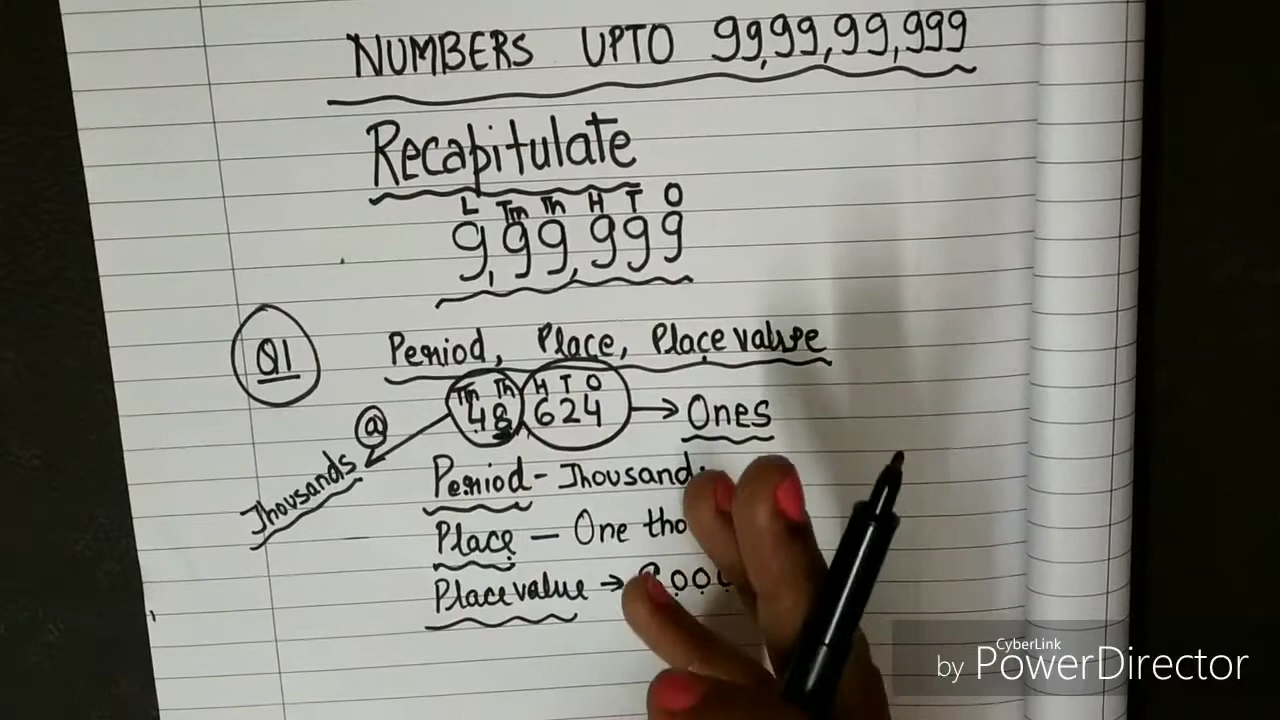 NUMBERS UPTO 99,99,99,999
Recapitulate
L Tth Th H T O
9,99,999
Q1 Period, Place, Place value
Tth Th H T O
@ 48,624 → Ones
Thousands
Period - Thousand
Place - One tho
Place value →
CyberLink
by PowerDirector